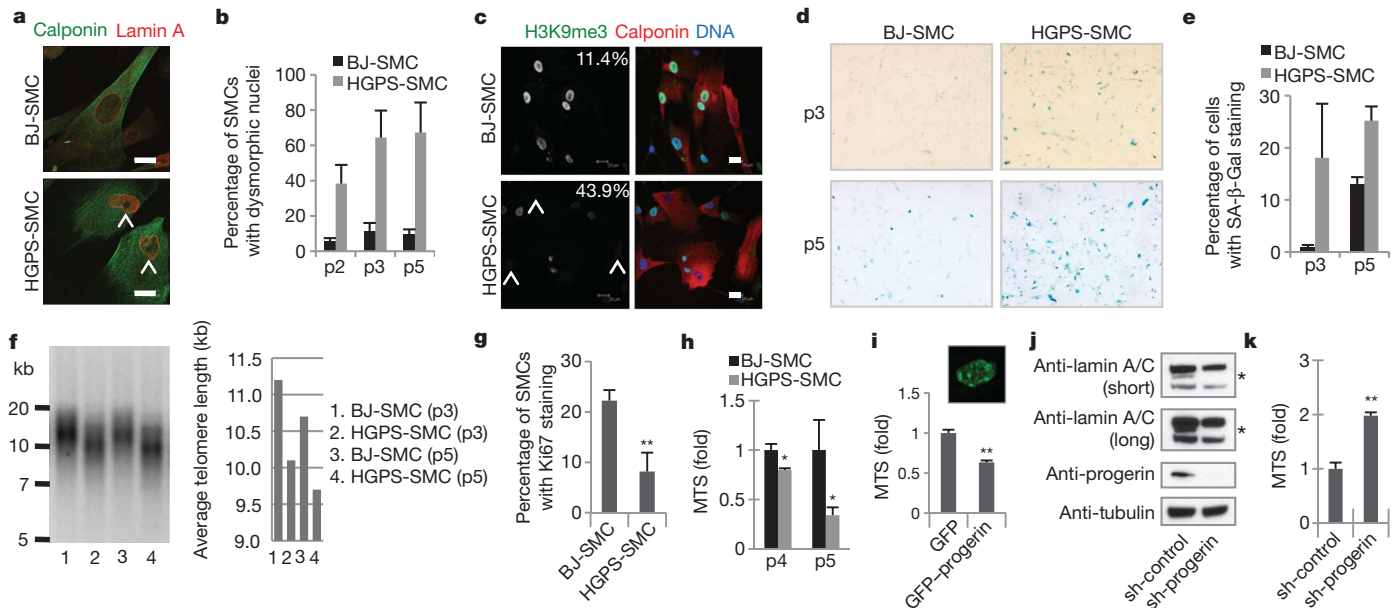 a
Calponin Lamin A
BJ-SMC
HGPS-SMC
b
BJ-SMC
HGPS-SMC
Percentage of SMCs
with dysmorphic nuclei
100
80
60
40
20
0
p2 p3 p5
c
H3K9me3 Calponin DNA
BJ-SMC
11.4%
HGPS-SMC
43.9%
d
BJ-SMC HGPS-SMC
p3
p5
e
BJ-SMC
HGPS-SMC
Percentage of cells
with SA-β-Gal staining
30
20
10
0
p3 p5
f
kb
20
10
7
5
1 2 3 4
Average telomere length (kb)
11.5
11.0
10.5
10.0
9.5
9.0
1 2 3 4
1. BJ-SMC (p3)
2. HGPS-SMC (p3)
3. BJ-SMC (p5)
4. HGPS-SMC (p5)
g
Percentage of SMCs
with Ki67 staining
30
20
10
0
**
BJ-SMC
HGPS-SMC
h
BJ-SMC
HGPS-SMC
MTS (fold)
1.5
1
0.5
0
*
*
p4 p5
i
MTS (fold)
1.5
1
0.5
0
**
GFP
GFP–progerin
j
Anti-lamin A/C
(short)
*
Anti-lamin A/C
(long)
*
Anti-progerin
Anti-tubulin
sh-control
sh-progerin
k
MTS (fold)
3
2
1
0
**
sh-control
sh-progerin